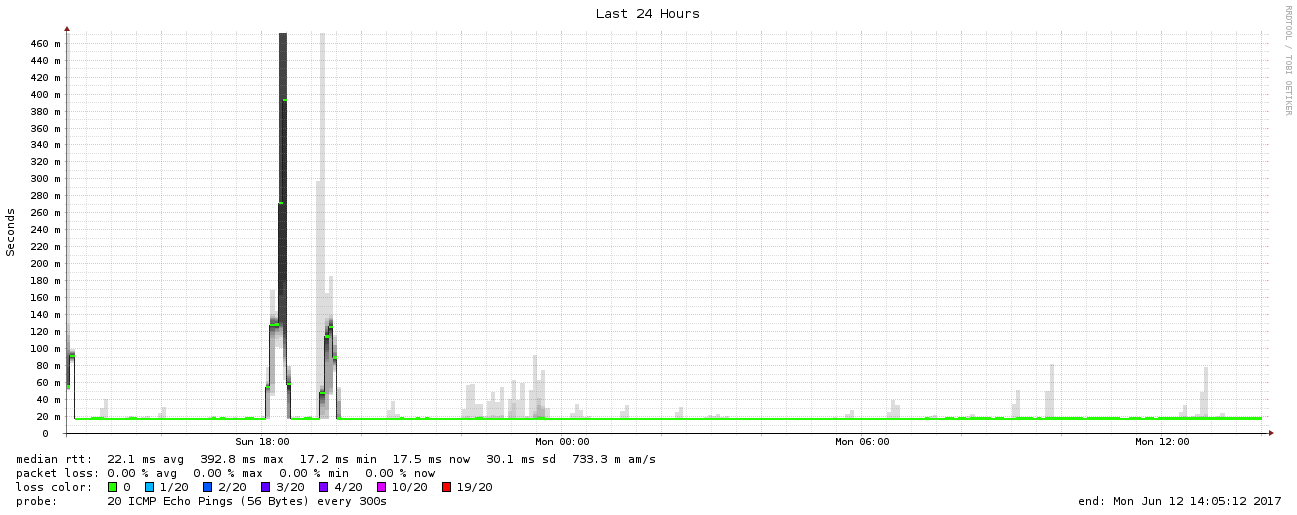 Last 24 Hours
RRDTOOL / TOBI OETIKER
Seconds
460 m
440 m
420 m
400 m
380 m
360 m
340 m
320 m
300 m
280 m
260 m
240 m
220 m
200 m
180 m
160 m
140 m
120 m
100 m
80 m
60 m
40 m
20 m
0
Sun 18:00 Mon 00:00 Mon 06:00 Mon 12:00
median rtt: 22.1 ms avg 392.8 ms max 17.2 ms min 17.5 ms now 30.1 ms sd 733.3 m am/s
packet loss: 0.00 % avg 0.00 % max 0.00 % min 0.00 % now
loss color: 0 1/20 2/20 3/20 4/20 10/20 19/20
probe: 20 ICMP Echo Pings (56 Bytes) every 300s end: Mon Jun 12 14:05:12 2017